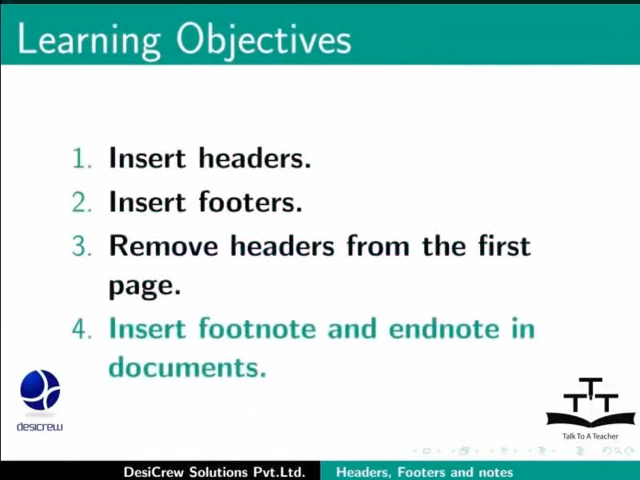 Learning Objectives
1. Insert headers.
2. Insert footers.
3. Remove headers from the first
page.
4. Insert footnote and endnote in
documents.
desicrew
TTT
Talk To A Teacher
DesiCrew Solutions Pvt.Ltd. Headers, Footers and notes